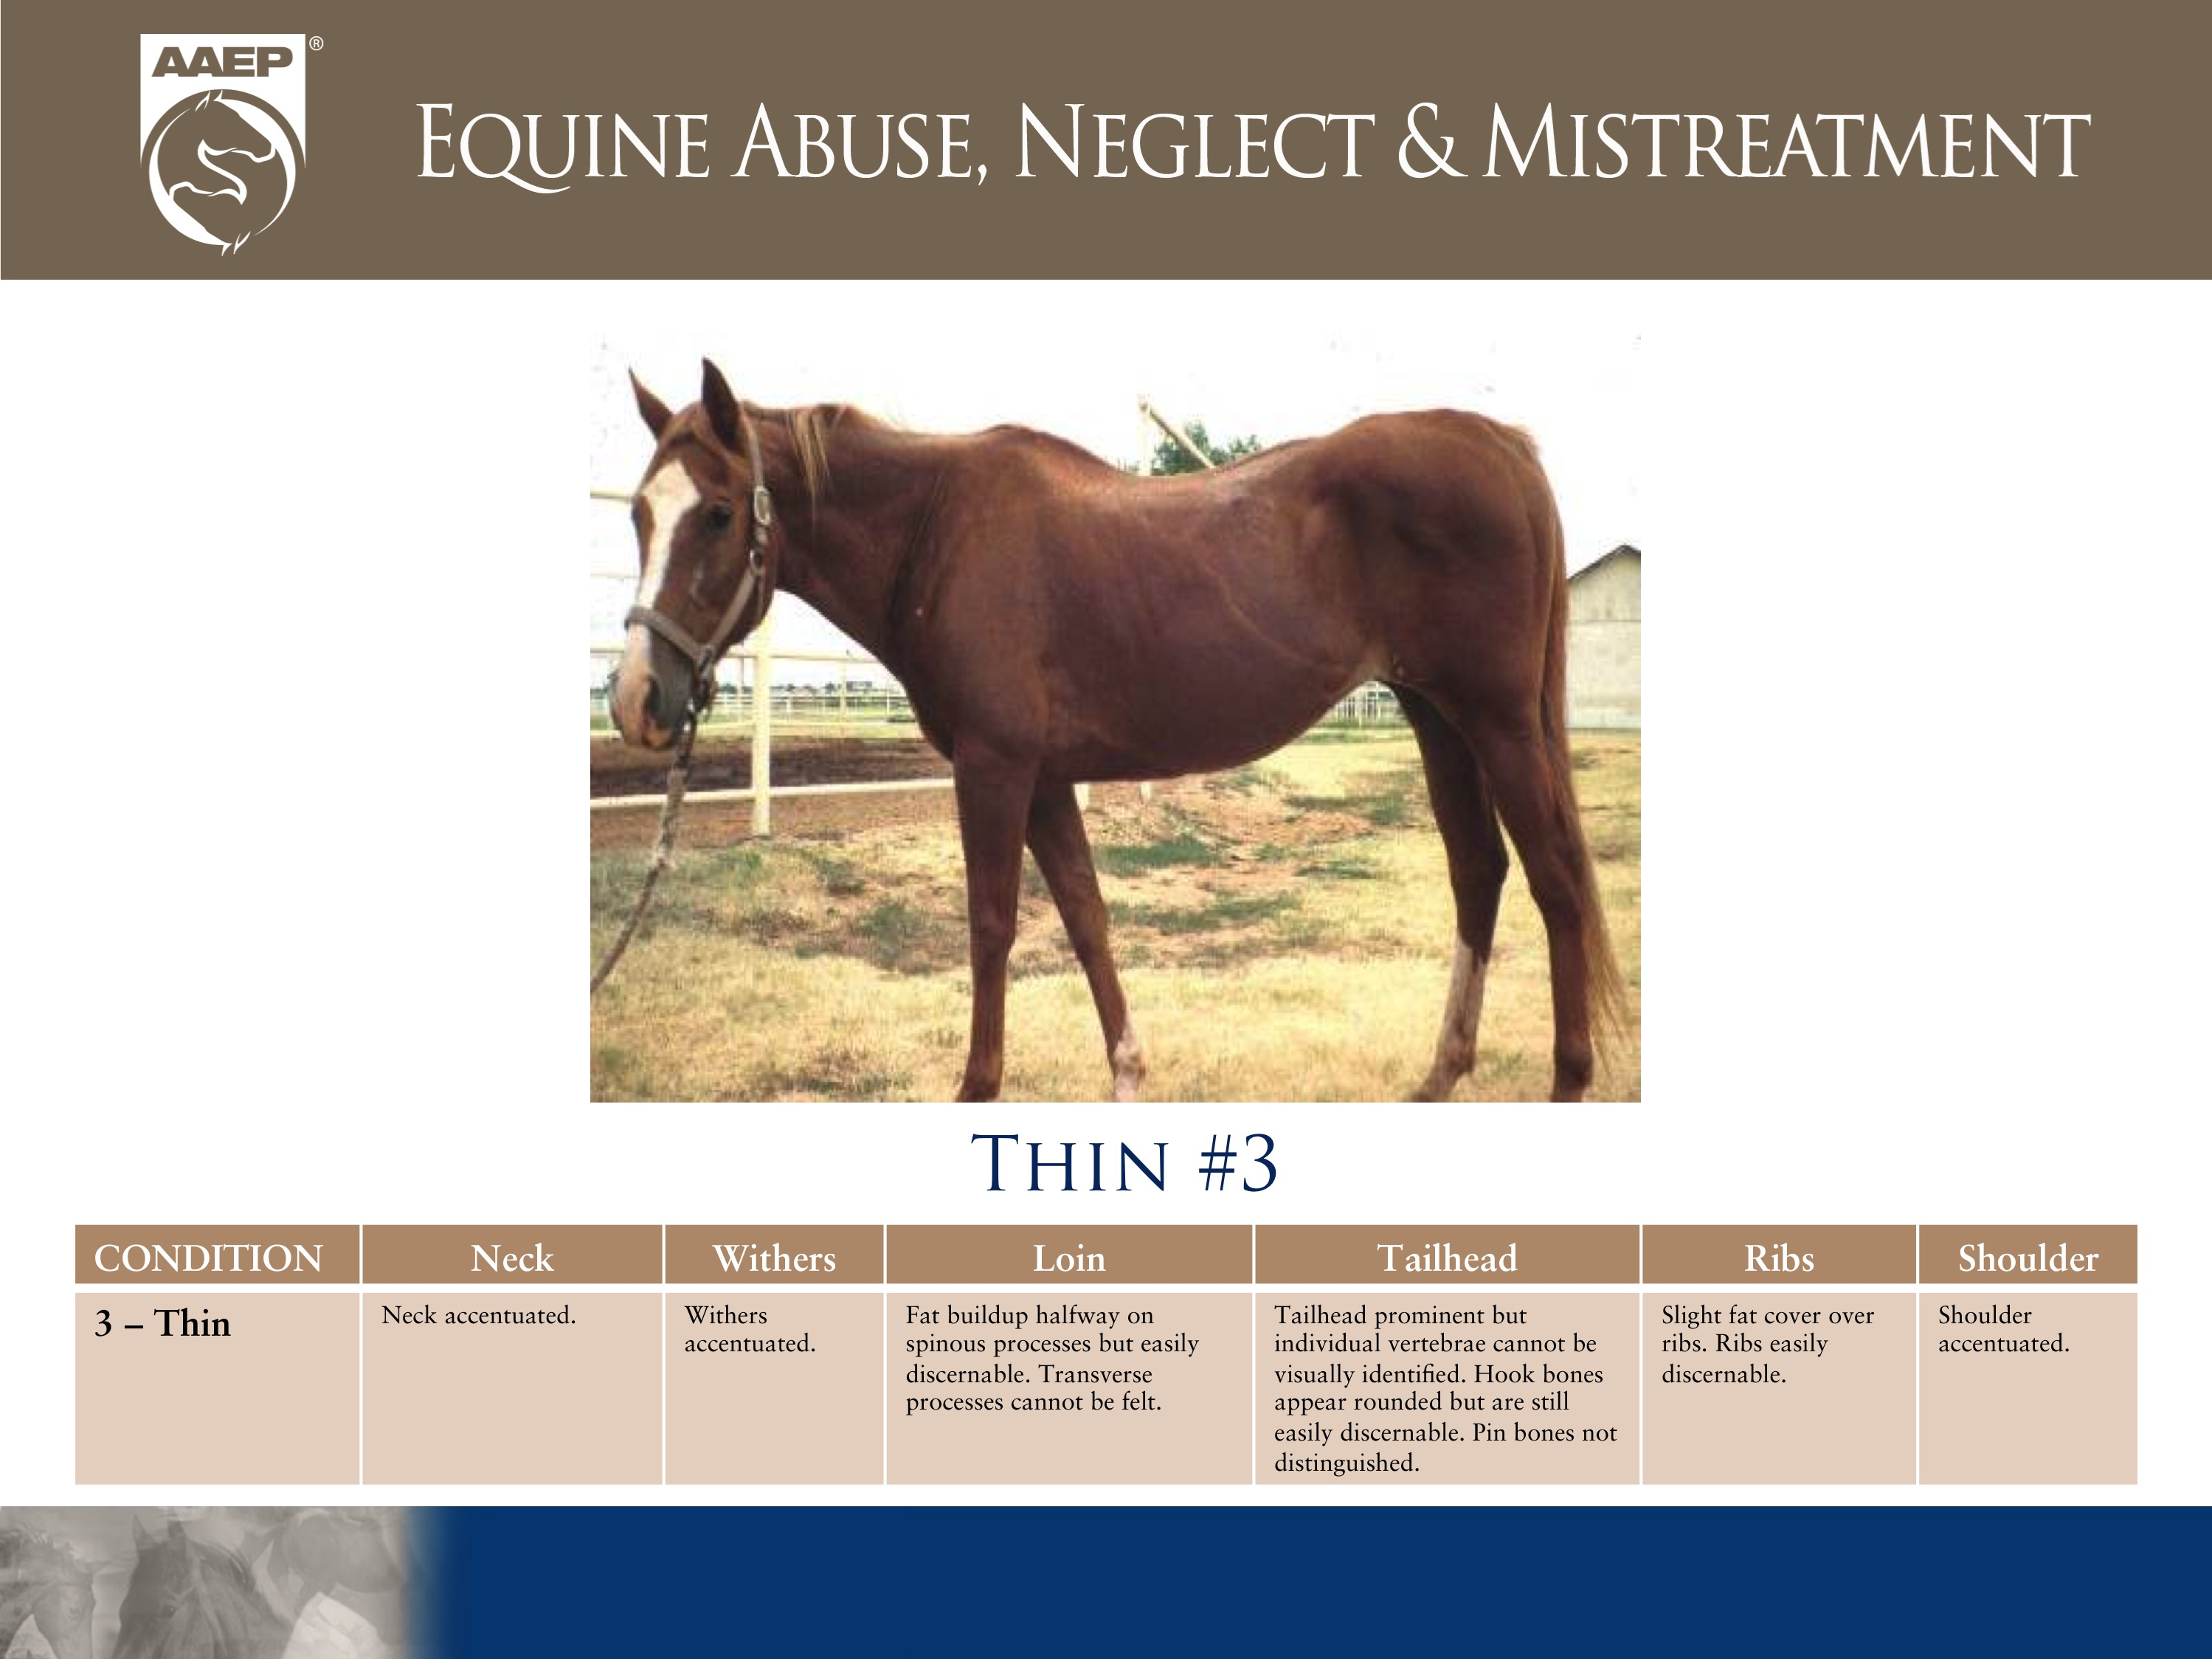 AAEP ®
EQUINE ABUSE, NEGLECT & MISTREATMENT
THIN #3
CONDITION
Neck
Withers
Loin
Tailhead
Ribs
Shoulder
3 – Thin
Neck accentuated.
Withers
accentuated.
Fat buildup halfway on
spinous processes but easily
discernable. Transverse
processes cannot be felt.
Tailhead prominent but
individual vertebrae cannot be
visually identified. Hook bones
appear rounded but are still
easily discernable. Pin bones not
distinguished.
Slight fat cover over
ribs. Ribs easily
discernable.
Shoulder
accentuated.